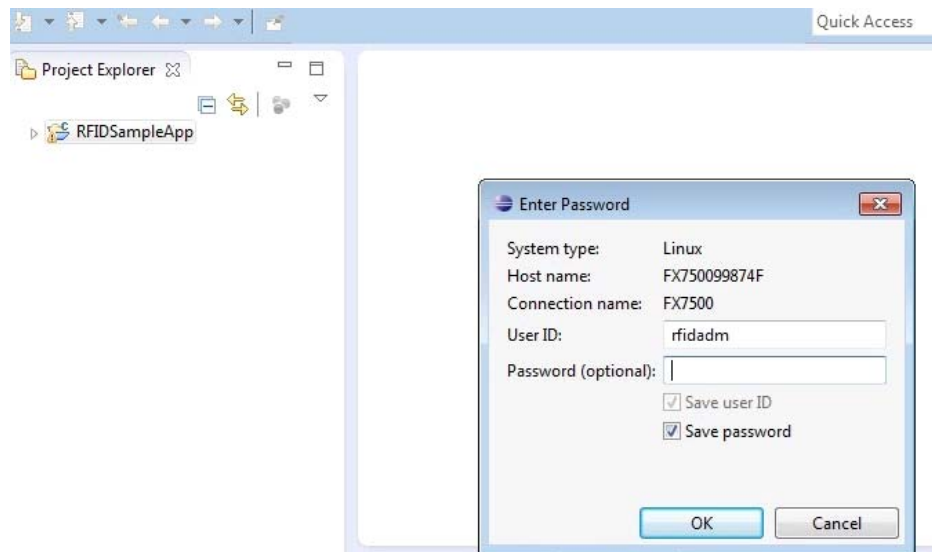 Quick Access
Project Explorer
RFIDSampleApp
Enter Password
System type: Linux
Host name: FX750099874F
Connection name: FX7500
User ID: rfidadm
Password (optional):
Save user ID
Save password
OK Cancel